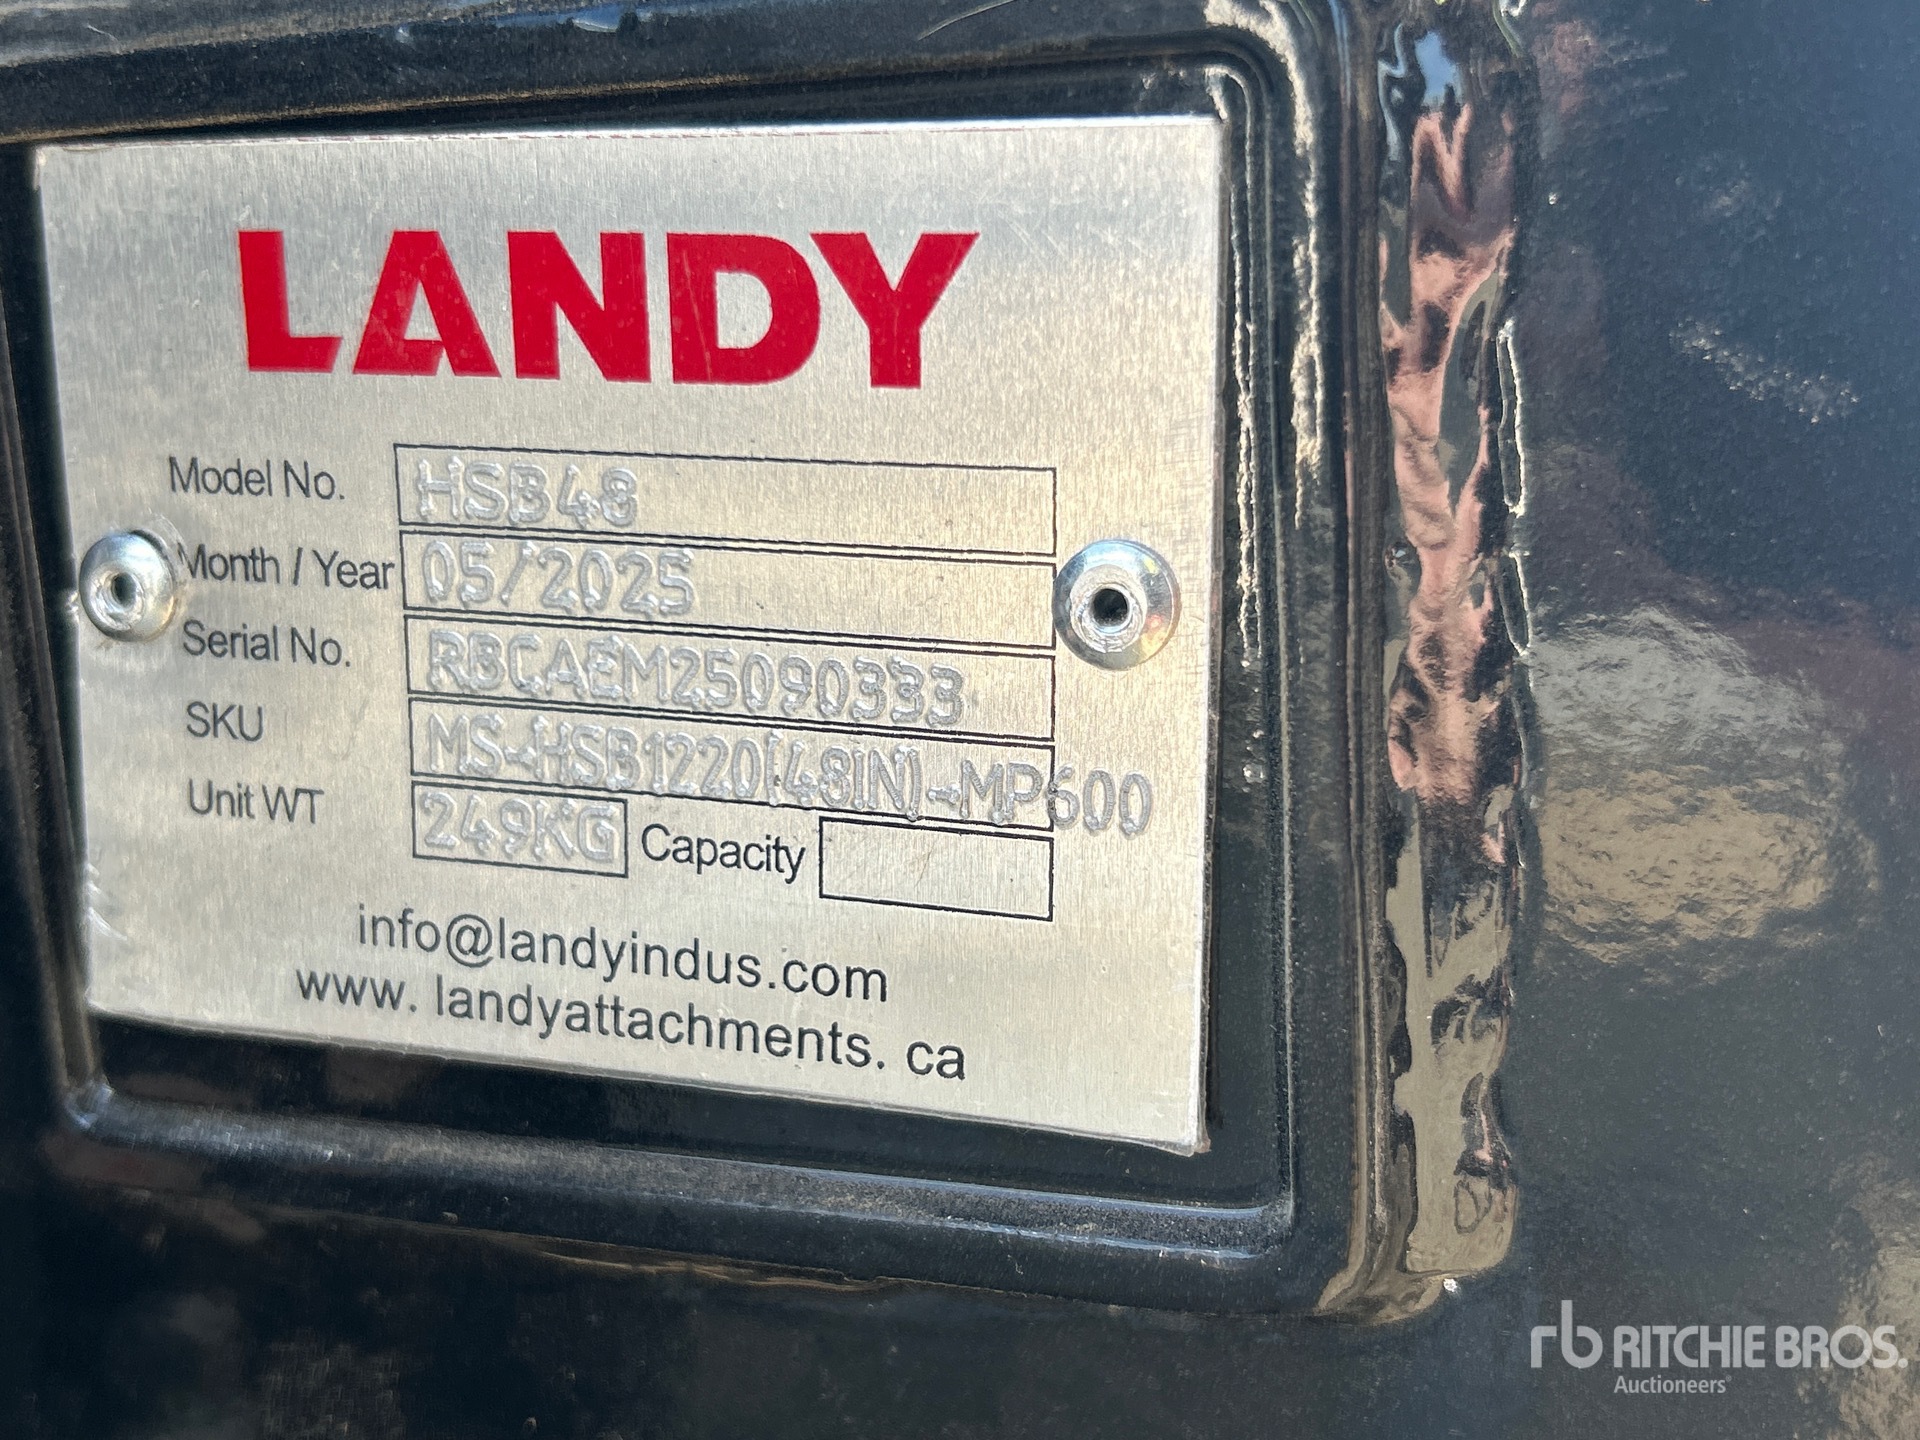 LANDY
Model No. HSB48
Month / Year 05/2025
Serial No. RBCAEM25090333
SKU MS-HSB1220(48IN)-MP600
Unit WT 249KG Capacity
info@landyindus.com
www. landyattachments. ca
rb RITCHIE BROS.
Auctioneers